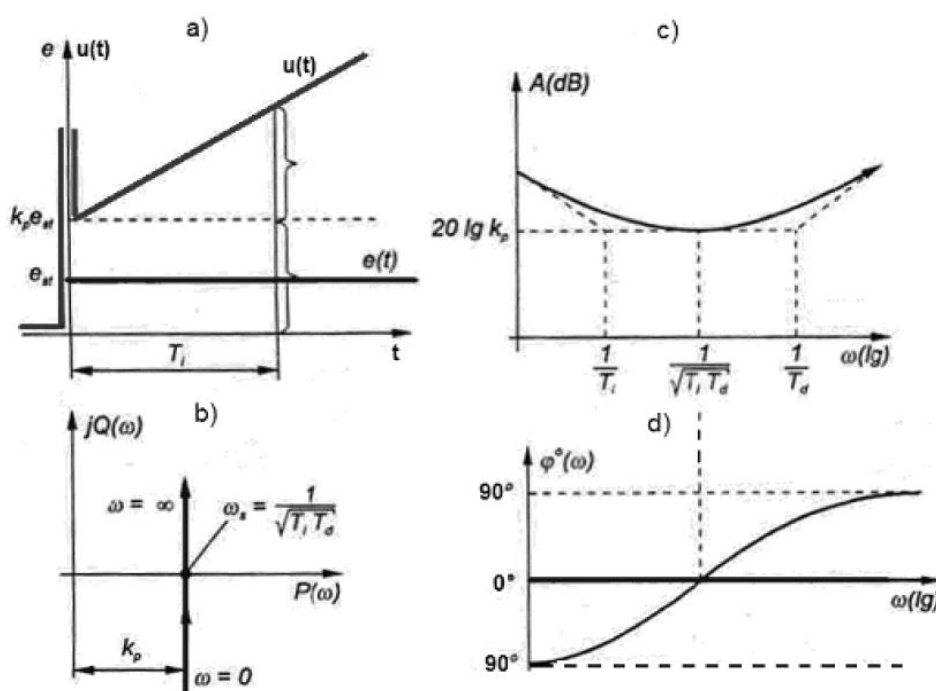 a)
e
u(t)
u(t)
k_p e_st
e_st
e(t)
T_i
t
b)
jQ(ω)
ω = ∞
ω_s = 1/√(T_i T_d)
P(ω)
k_p
ω = 0
c)
A(dB)
20 lg k_p
1/T_i
1/√(T_i T_d)
1/T_d
ω(lg)
d)
φ°(ω)
90°
0°
ω(lg)
90°